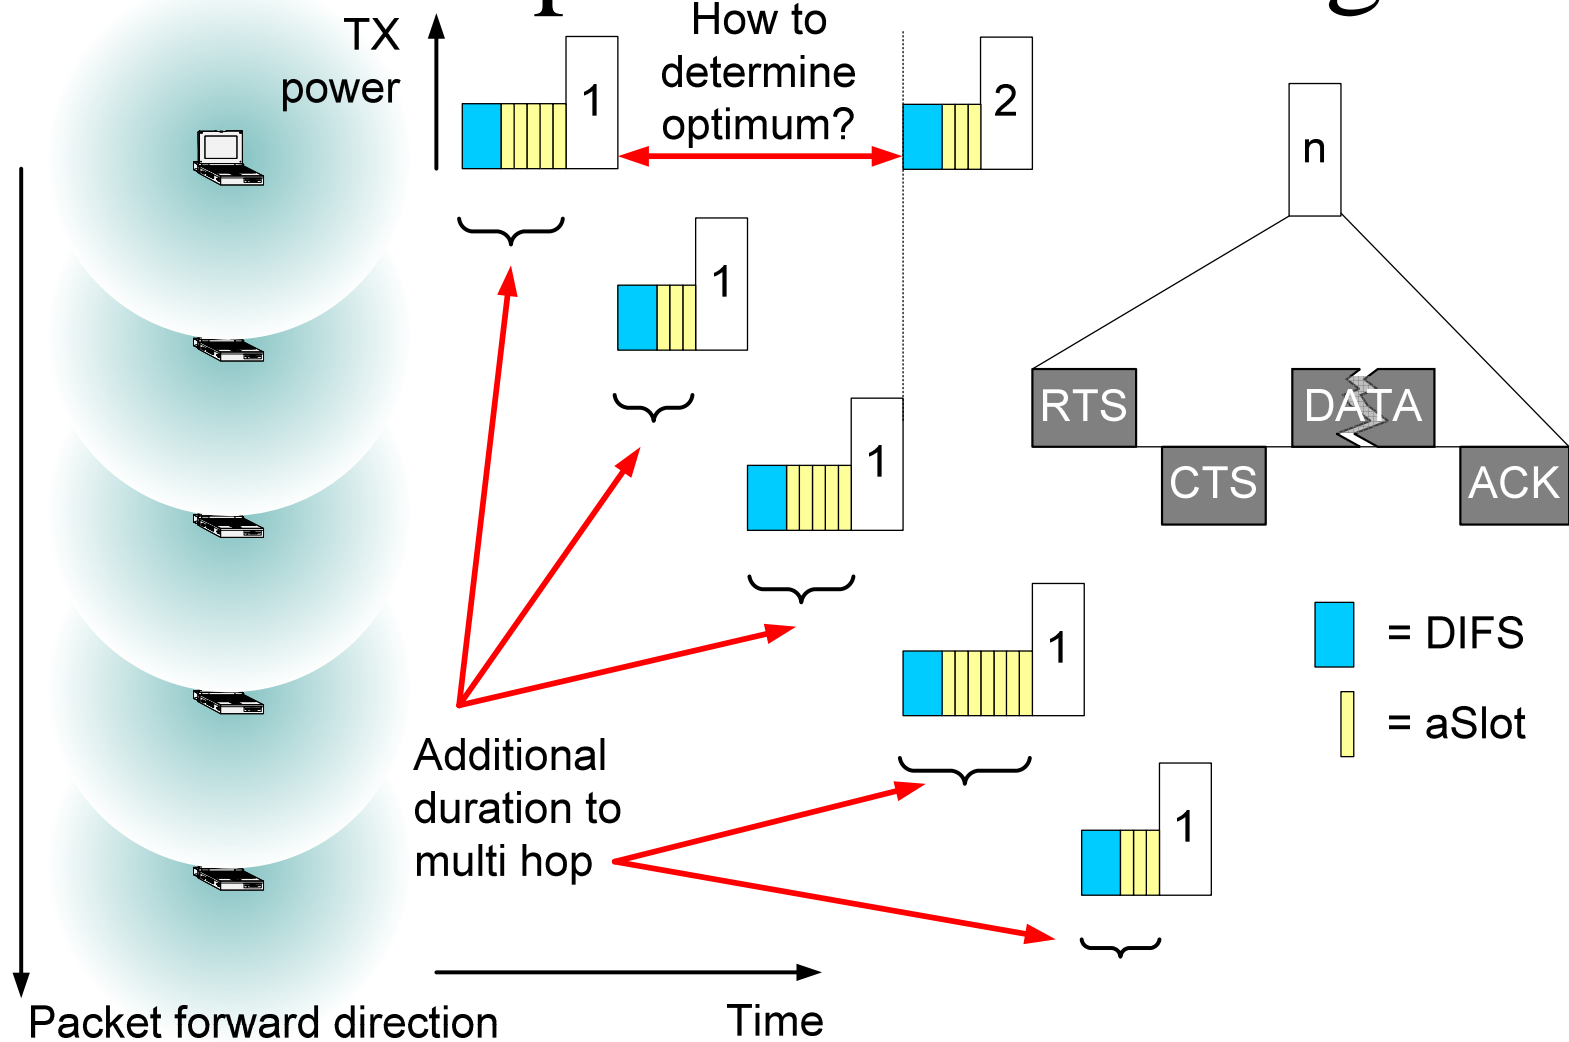 TX
power
1
How to
determine
optimum?
2
n
1
1
RTS
DATA
CTS
ACK
1
= DIFS
= aSlot
Additional
duration to
multi hop
1
Packet forward direction
Time